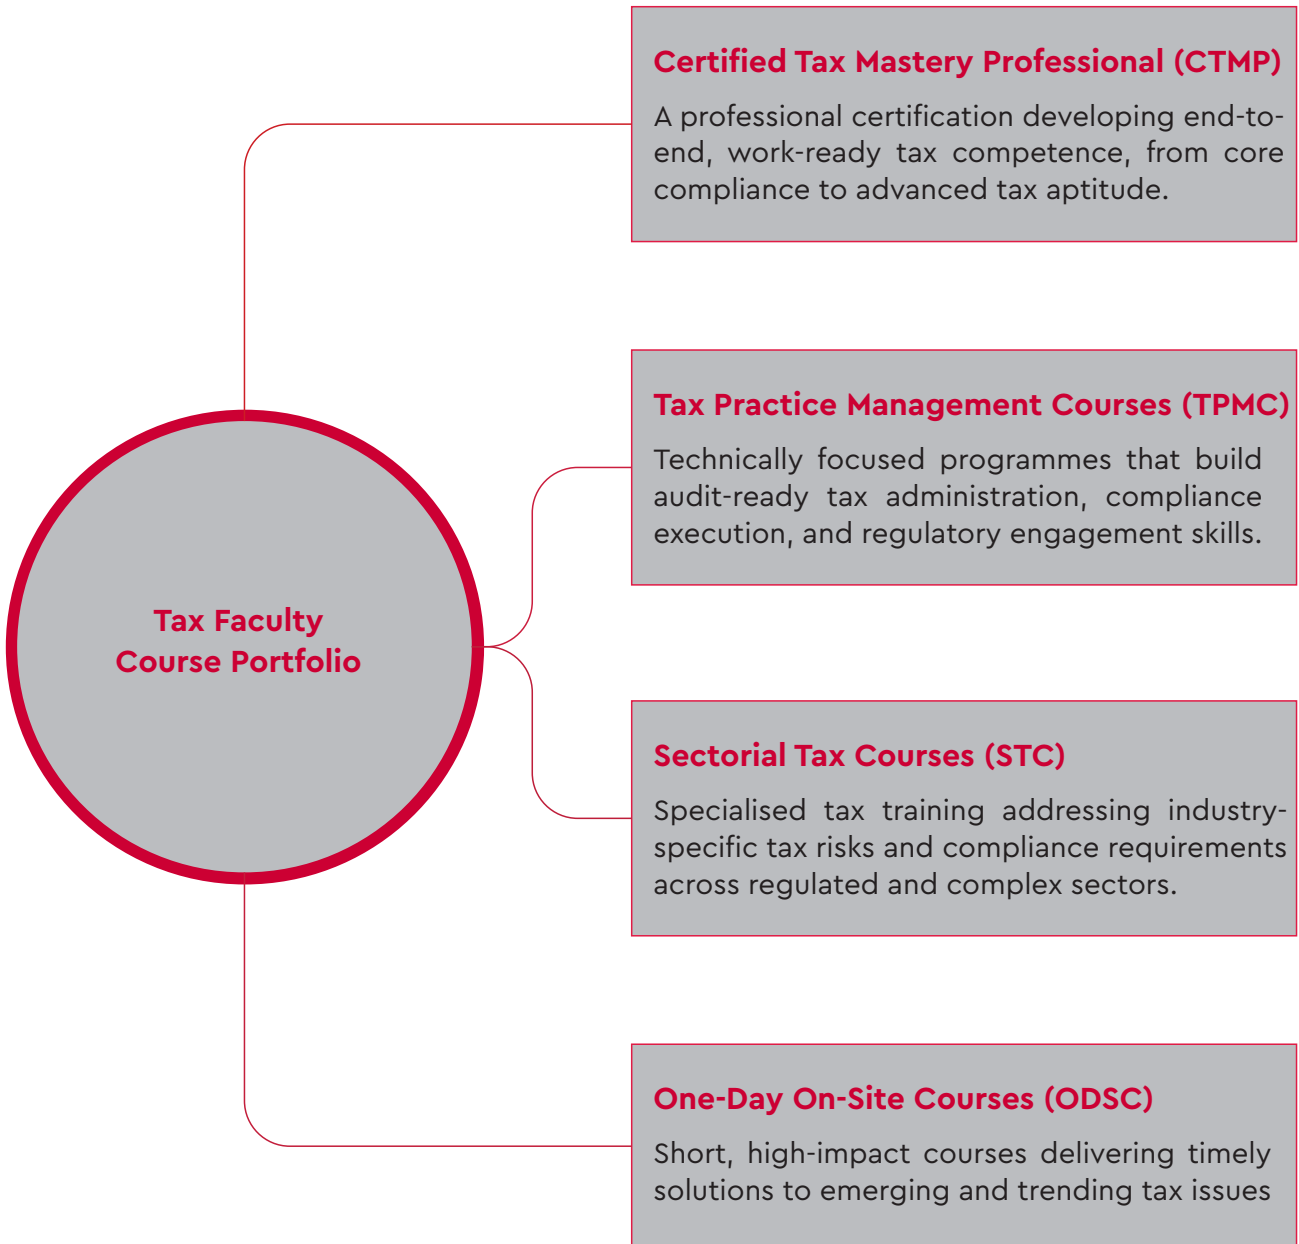 Certified Tax Mastery Professional (CTMP)
A professional certification developing end-to-
end, work-ready tax competence, from core
compliance to advanced tax aptitude.
Tax Practice Management Courses (TPMC)
Technically focused programmes that build
audit-ready tax administration, compliance
execution, and regulatory engagement skills.
Tax Faculty
Course Portfolio
Sectorial Tax Courses (STC)
Specialised tax training addressing industry-
specific tax risks and compliance requirements
across regulated and complex sectors.
One-Day On-Site Courses (ODSC)
Short, high-impact courses delivering timely
solutions to emerging and trending tax issues